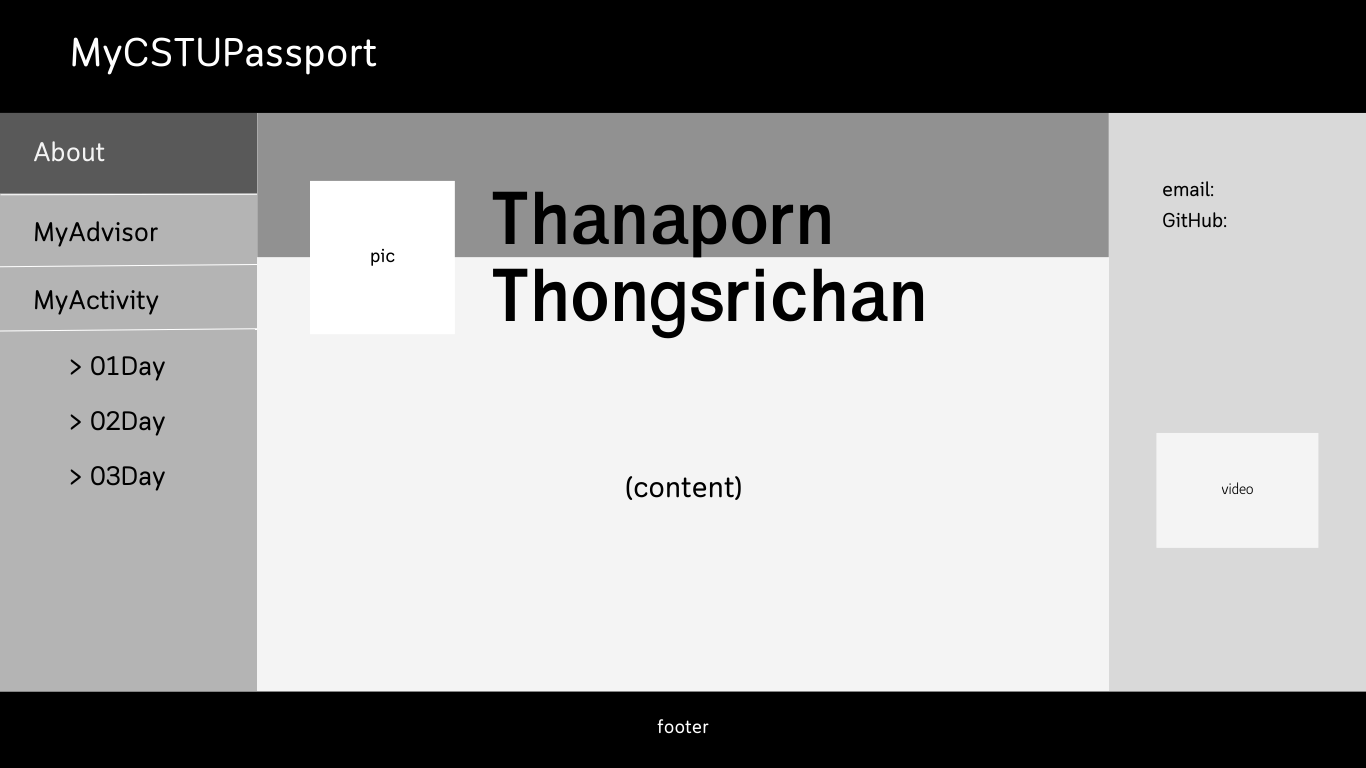 MyCSTUPassport
About
MyAdvisor
MyActivity
> 01Day
> 02Day
> 03Day
pic
Thanaporn
Thongsrichan
(content)
email:
GitHub:
video
footer